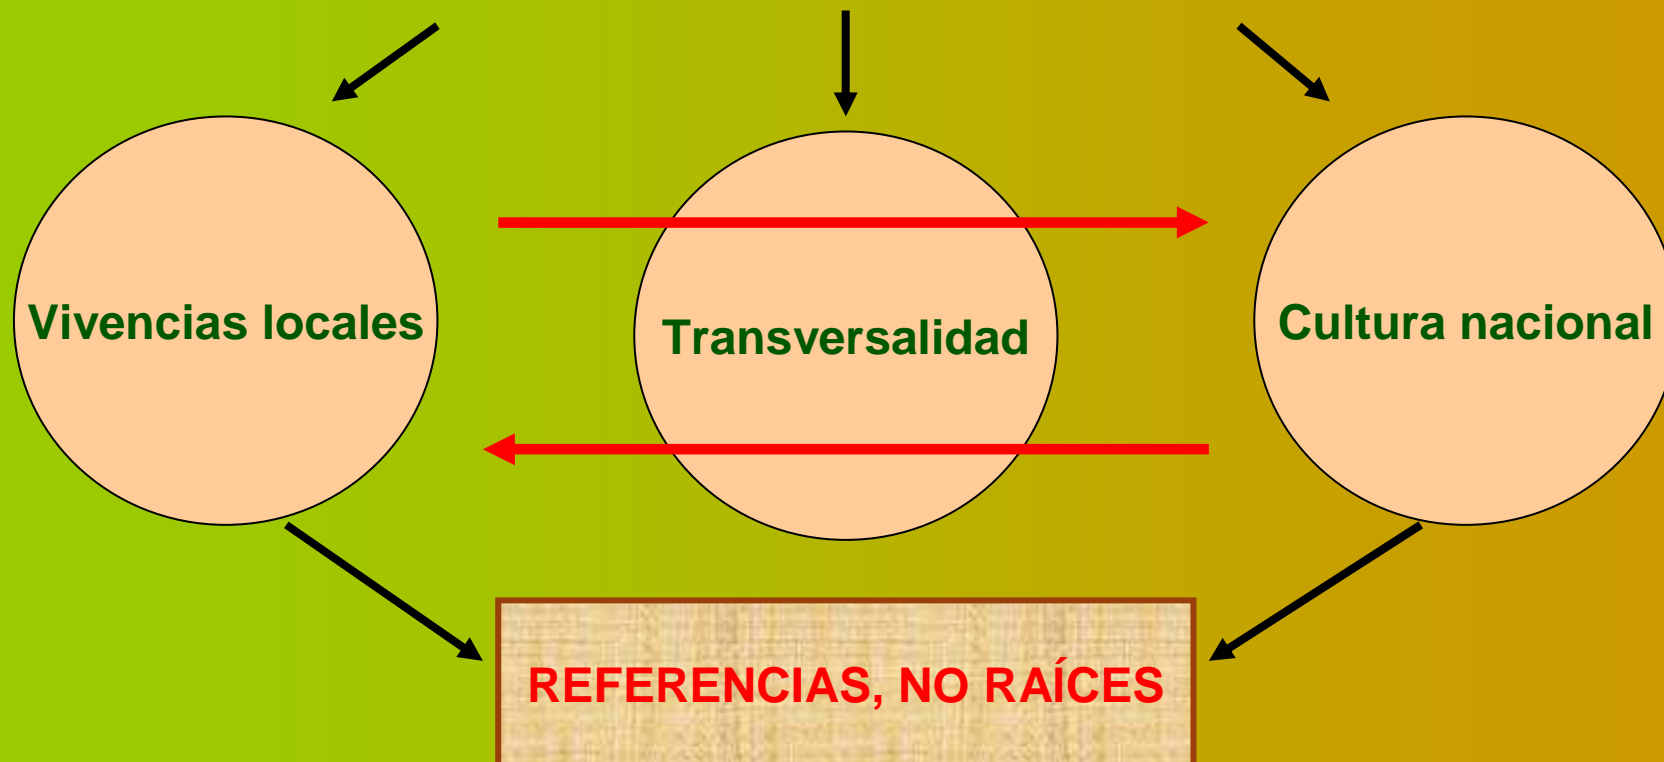 Vivencias locales
Transversalidad
Cultura nacional
REFERENCIAS, NO RAÍCES